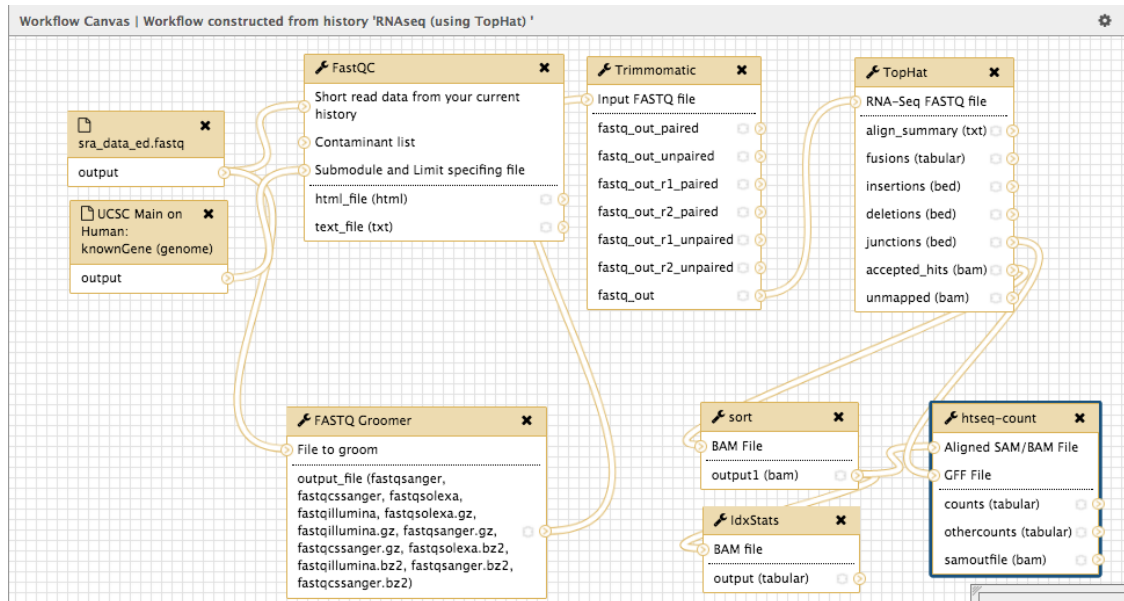 Workflow Canvas | Workflow constructed from history 'RNAseq (using TopHat) '
sra_data_ed.fastq
output
UCSC Main on
Human:
knownGene (genome)
output
FastQC
Short read data from your current
history
Contaminant list
Submodule and Limit specifing file
html_file (html)
text_file (txt)
Trimmomatic
Input FASTQ file
fastq_out_paired
fastq_out_unpaired
fastq_out_r1_paired
fastq_out_r2_paired
fastq_out_r1_unpaired
fastq_out_r2_unpaired
fastq_out
TopHat
RNA-Seq FASTQ file
align_summary (txt)
fusions (tabular)
insertions (bed)
deletions (bed)
junctions (bed)
accepted_hits (bam)
unmapped (bam)
FASTQ Groomer
File to groom
output_file (fastqsanger,
fastqcssanger, fastqsolexa,
fastqillumina, fastqsolexa.gz,
fastqillumina.gz, fastqsanger.gz,
fastqcssanger.gz, fastqsolexa.bz2,
fastqillumina.bz2, fastqsanger.bz2,
fastqcssanger.bz2)
sort
BAM File
output1 (bam)
IdxStats
BAM file
output (tabular)
htseq-count
Aligned SAM/BAM File
GFF File
counts (tabular)
othercounts (tabular)
samoutfile (bam)